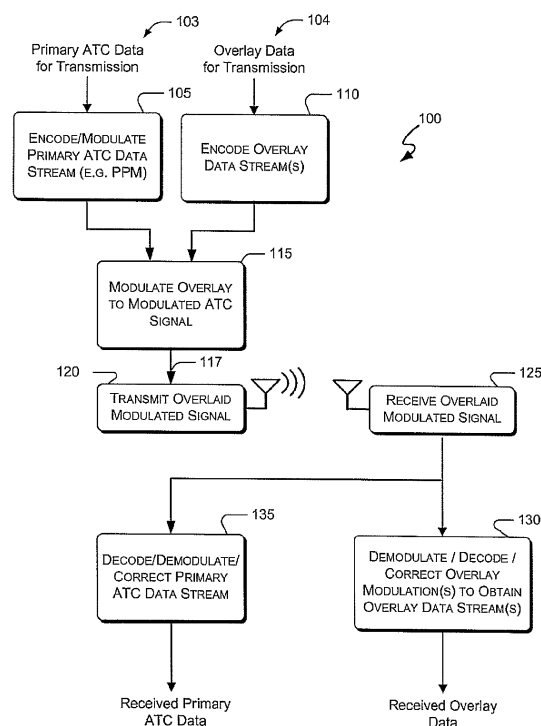 103
Primary ATC Data
for Transmission
104
Overlay Data
for Transmission
105
ENCODE/MODULATE
PRIMARY ATC DATA
STREAM (E.G. PPM)
110
ENCODE OVERLAY
DATA STREAM(S)
100
115
MODULATE OVERLAY
TO MODULATED ATC
SIGNAL
117
120
TRANSMIT OVERLAID
MODULATED SIGNAL
125
RECEIVE OVERLAID
MODULATED SIGNAL
135
DECODE/DEMODULATE/
CORRECT PRIMARY
ATC DATA STREAM
130
DEMODULATE / DECODE /
CORRECT OVERLAY
MODULATION(S) TO OBTAIN
OVERLAY DATA STREAM(S)
Received Primary
ATC Data
Received Overlay
Data